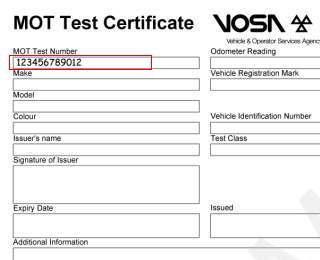 MOT Test Certificate VOSA
Vehicle & Operator Services Agency
MOT Test Number Odometer Reading
123456789012
Make Vehicle Registration Mark
Model
Colour Vehicle Identification Number
Issuer's name Test Class
Signature of Issuer
Expiry Date Issued
Additional Information